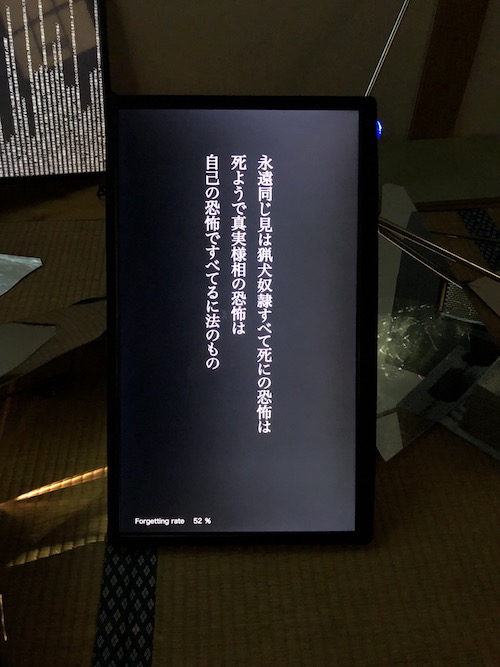 永遠同じ見は猟犬奴隷すべて死にの恐怖は
死ようで真実様相の恐怖は
自己の恐怖ですべてるに法のもの
Forgetting rate 52 %